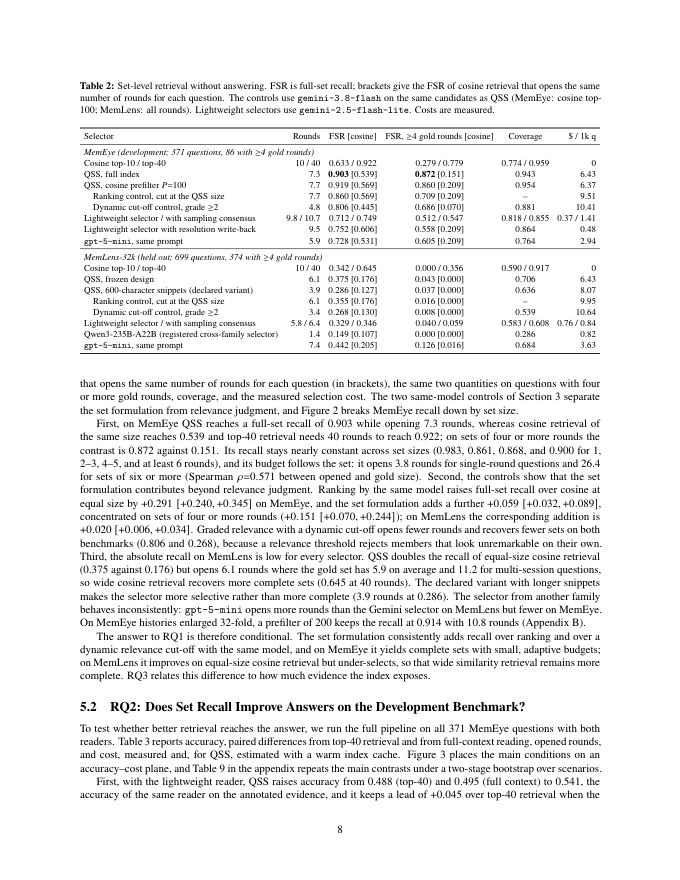 Table 2: Set-level retrieval without answering. FSR is full-set recall; brackets give the FSR of cosine retrieval that opens the same
number of rounds for each question. The controls use gemini-3.8-flash on the same candidates as QSS (MemEye: cosine top-
100; MemLens: all rounds). Lightweight selectors use gemini-2.5-flash-lite. Costs are measured.
Selector Rounds FSR [cosine] FSR, ≥4 gold rounds [cosine] Coverage $ / 1k q
MemEye (development; 371 questions, 86 with ≥4 gold rounds)
Cosine top-10 / top-40 10 / 40 0.633 / 0.922 0.279 / 0.779 0.774 / 0.959 0
QSS, full index 7.3 0.903 [0.539] 0.872 [0.151] 0.943 6.43
QSS, cosine prefilter P=100 7.7 0.919 [0.569] 0.860 [0.209] 0.954 6.37
Ranking control, cut at the QSS size 7.7 0.860 [0.569] 0.709 [0.209] – 9.51
Dynamic cut-off control, grade ≥2 4.8 0.806 [0.445] 0.686 [0.070] 0.881 10.41
Lightweight selector / with sampling consensus 9.8 / 10.7 0.712 / 0.749 0.512 / 0.547 0.818 / 0.855 0.37 / 1.41
Lightweight selector with resolution write-back 9.5 0.752 [0.606] 0.558 [0.209] 0.864 0.48
gpt-5-mini, same prompt 5.9 0.728 [0.531] 0.605 [0.209] 0.764 2.94
MemLens-32k (held out; 699 questions, 374 with ≥4 gold rounds)
Cosine top-10 / top-40 10 / 40 0.342 / 0.645 0.000 / 0.356 0.590 / 0.917 0
QSS, frozen design 6.1 0.375 [0.176] 0.043 [0.000] 0.706 6.43
QSS, 600-character snippets (declared variant) 3.9 0.286 [0.127] 0.037 [0.000] 0.636 8.07
Ranking control, cut at the QSS size 6.1 0.355 [0.176] 0.016 [0.000] – 9.95
Dynamic cut-off control, grade ≥2 3.4 0.268 [0.130] 0.008 [0.000] 0.539 10.64
Lightweight selector / with sampling consensus 5.8 / 6.4 0.329 / 0.346 0.040 / 0.059 0.583 / 0.608 0.76 / 0.84
Qwen3-235B-A22B (registered cross-family selector) 1.4 0.149 [0.107] 0.000 [0.000] 0.286 0.82
gpt-5-mini, same prompt 7.4 0.442 [0.205] 0.126 [0.016] 0.684 3.63
that opens the same number of rounds for each question (in brackets), the same two quantities on questions with four
or more gold rounds, coverage, and the measured selection cost. The two same-model controls of Section 3 separate
the set formulation from relevance judgment, and Figure 2 breaks MemEye recall down by set size.
First, on MemEye QSS reaches a full-set recall of 0.903 while opening 7.3 rounds, whereas cosine retrieval of
the same size reaches 0.539 and top-40 retrieval needs 40 rounds to reach 0.922; on sets of four or more rounds the
contrast is 0.872 against 0.151. Its recall stays nearly constant across set sizes (0.983, 0.861, 0.868, and 0.900 for 1,
2–3, 4–5, and at least 6 rounds), and its budget follows the set: it opens 3.8 rounds for single-round questions and 26.4
for sets of six or more (Spearman ρ=0.571 between opened and gold size). Second, the controls show that the set
formulation contributes beyond relevance judgment. Ranking by the same model raises full-set recall over cosine at
equal size by +0.291 [+0.240, +0.345] on MemEye, and the set formulation adds a further +0.059 [+0.032, +0.089],
concentrated on sets of four or more rounds (+0.151 [+0.070, +0.244]); on MemLens the corresponding addition is
+0.020 [+0.006, +0.034]. Graded relevance with a dynamic cut-off opens fewer rounds and recovers fewer sets on both
benchmarks (0.806 and 0.268), because a relevance threshold rejects members that look unremarkable on their own.
Third, the absolute recall on MemLens is low for every selector. QSS doubles the recall of equal-size cosine retrieval
(0.375 against 0.176) but opens 6.1 rounds where the gold set has 5.9 on average and 11.2 for multi-session questions,
so wide cosine retrieval recovers more complete sets (0.645 at 40 rounds). The declared variant with longer snippets
makes the selector more selective rather than more complete (3.9 rounds at 0.286). The selector from another family
behaves inconsistently: gpt-5-mini opens more rounds than the Gemini selector on MemLens but fewer on MemEye.
On MemEye histories enlarged 32-fold, a prefilter of 200 keeps the recall at 0.914 with 10.8 rounds (Appendix B).
The answer to RQ1 is therefore conditional. The set formulation consistently adds recall over ranking and over a
dynamic relevance cut-off with the same model, and on MemEye it yields complete sets with small, adaptive budgets;
on MemLens it improves on equal-size cosine retrieval but under-selects, so that wide similarity retrieval remains more
complete. RQ3 relates this difference to how much evidence the index exposes.
5.2 RQ2: Does Set Recall Improve Answers on the Development Benchmark?
To test whether better retrieval reaches the answer, we run the full pipeline on all 371 MemEye questions with both
readers. Table 3 reports accuracy, paired differences from top-40 retrieval and from full-context reading, opened rounds,
and cost, measured and, for QSS, estimated with a warm index cache. Figure 3 places the main conditions on an
accuracy–cost plane, and Table 9 in the appendix repeats the main contrasts under a two-stage bootstrap over scenarios.
First, with the lightweight reader, QSS raises accuracy from 0.488 (top-40) and 0.495 (full context) to 0.541, the
accuracy of the same reader on the annotated evidence, and it keeps a lead of +0.045 over top-40 retrieval when the
8